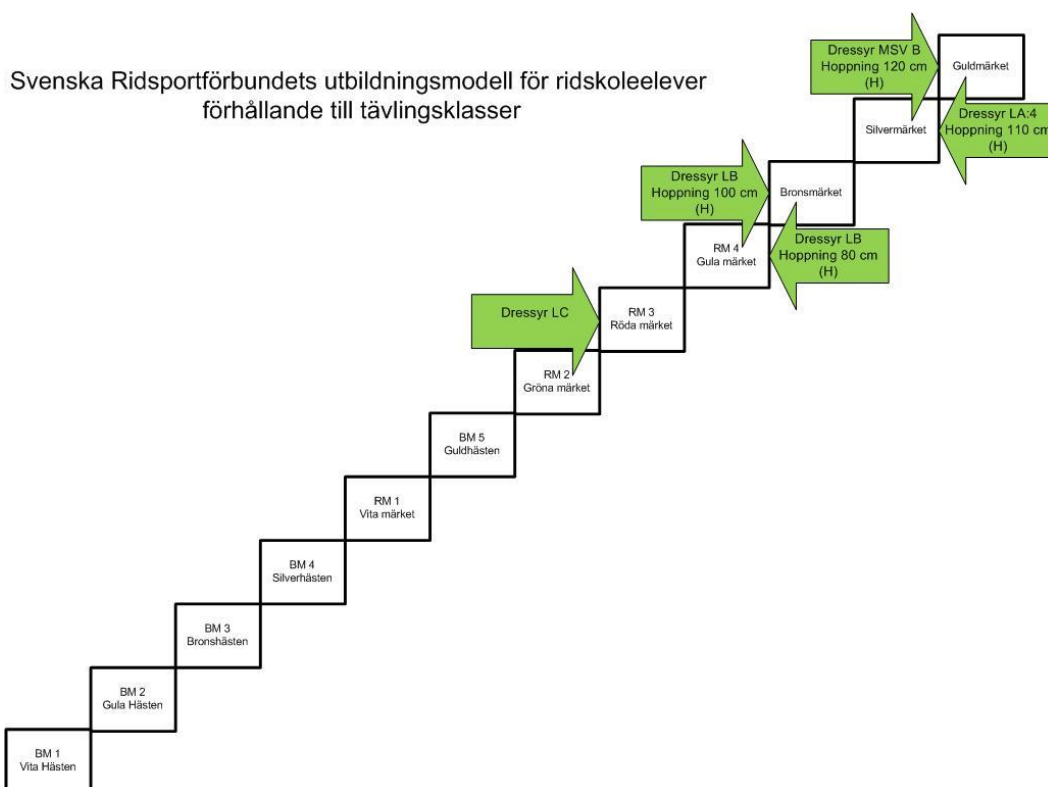 Svenska Ridsportförbundets utbildningsmodell för ridskoleelever
förhållande till tävlingsklasser
Dressyr MSV B
Hoppning 120 cm
(H)
Guldmärket
Silvermärket
Dressyr LA:4
Hoppning 110 cm
(H)
Dressyr LB
Hoppning 100 cm
(H)
Bronsmärket
RM 4
Gula märket
Dressyr LB
Hoppning 80 cm
(H)
Dressyr LC
RM 3
Röda märket
RM 2
Gröna märket
BM 5
Guldhästen
RM 1
Vita märket
BM 4
Silverhästen
BM 3
Bronshästen
BM 2
Gula Hästen
BM 1
Vita Hästen